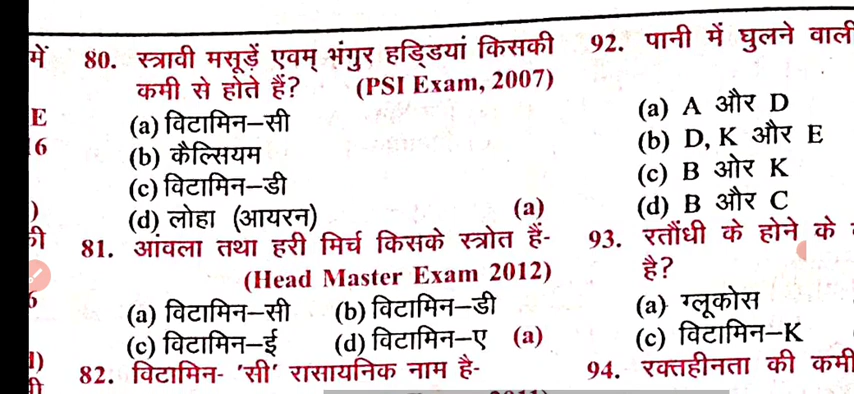 में
E
16
)
की
6
80. स्त्रावी मसूड़ें एवम् भंगुर हड्डियां किसकी
कमी से होते हैं? (PSI Exam, 2007)
(a) विटामिन–सी
(b) कैल्सियम
(c) विटामिन–डी
(d) लोहा (आयरन) (a)
81. आंवला तथा हरी मिर्च किसके स्त्रोत हैं-
(Head Master Exam 2012)
(a) विटामिन–सी (b) विटामिन–डी
(c) विटामिन–ई (d) विटामिन–ए (a)
82. विटामिन- 'सी' रासायनिक नाम है-
92. पानी में घुलने वाली
(a) A और D
(b) D, K और E
(c) B ओर K
(d) B और C
93. रतौंधी के होने के
है?
(a) ग्लूकोस
(c) विटामिन–K
94. रक्तहीनता की कमी